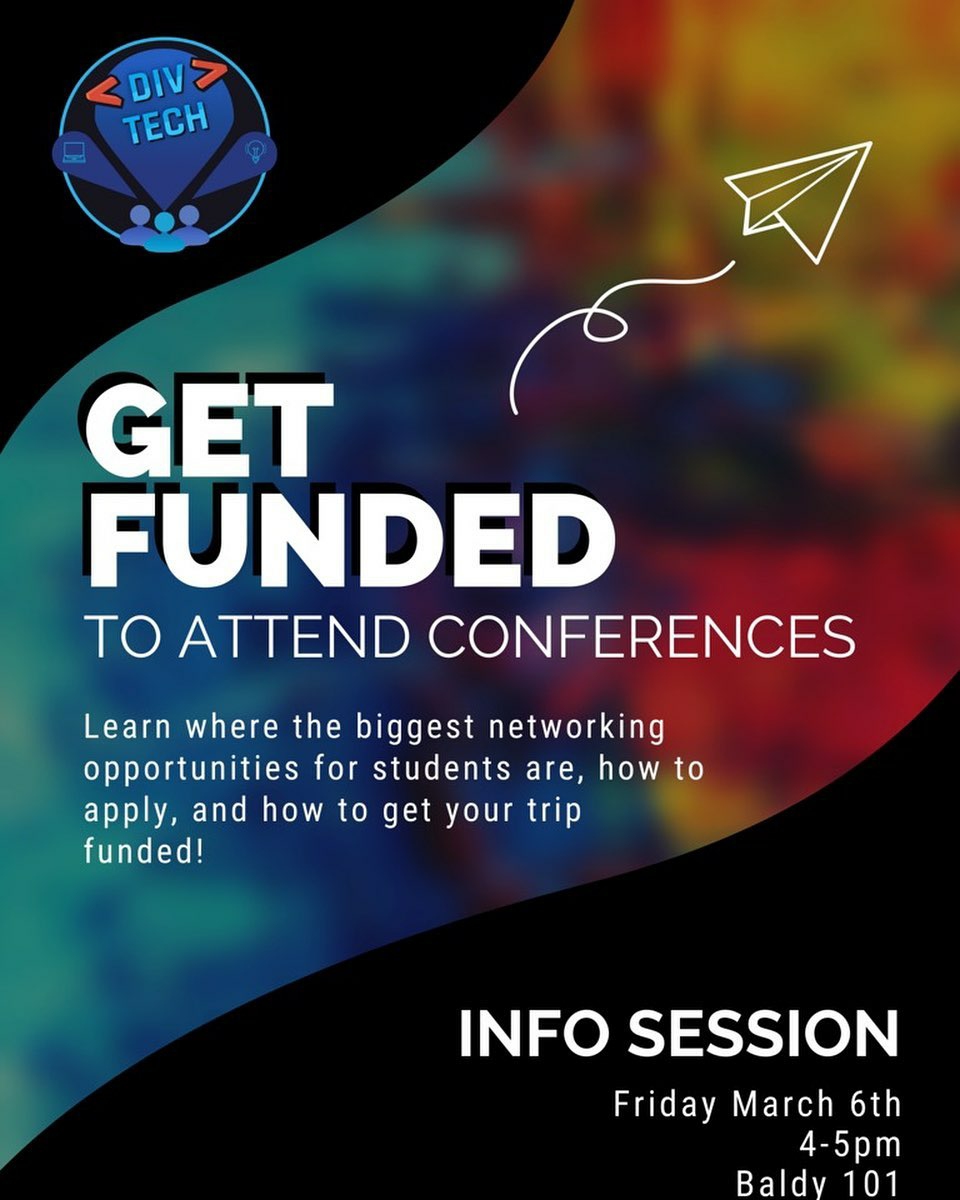 < DIV >
TECH
GET
FUNDED
TO ATTEND CONFERENCES
Learn where the biggest networking
opportunities for students are, how to
apply, and how to get your trip
funded!
INFO SESSION
Friday March 6th
4-5pm
Baldy 101